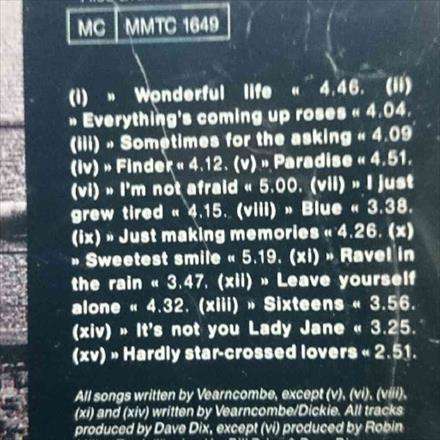 MC MMTC 1649
(i) » Wonderful life « 4.46. (ii)
» Everything's coming up roses « 4.04.
(iii) » Sometimes for the asking « 4.09
(iv) » Finder « 4.12. (v) » Paradise « 4.51.
(vi) » I'm not afraid « 5.00. (vii) » I just
grew tired « 4.15. (viii) » Blue « 3.38.
(ix) » Just making memories « 4.26. (x)
» Sweetest smile « 5.19. (xi) » Ravel in
the rain « 3.47. (xii) » Leave yourself
alone « 4.32. (xiii) » Sixteens « 3.56.
(xiv) » It's not you Lady Jane « 3.25.
(xv) » Hardly star-crossed lovers « 2.51.
All songs written by Vearncombe, except (v), (vi), (viii),
(xi) and (xiv) written by Vearncombe/Dickie. All tracks
produced by Dave Dix, except (vi) produced by Robin